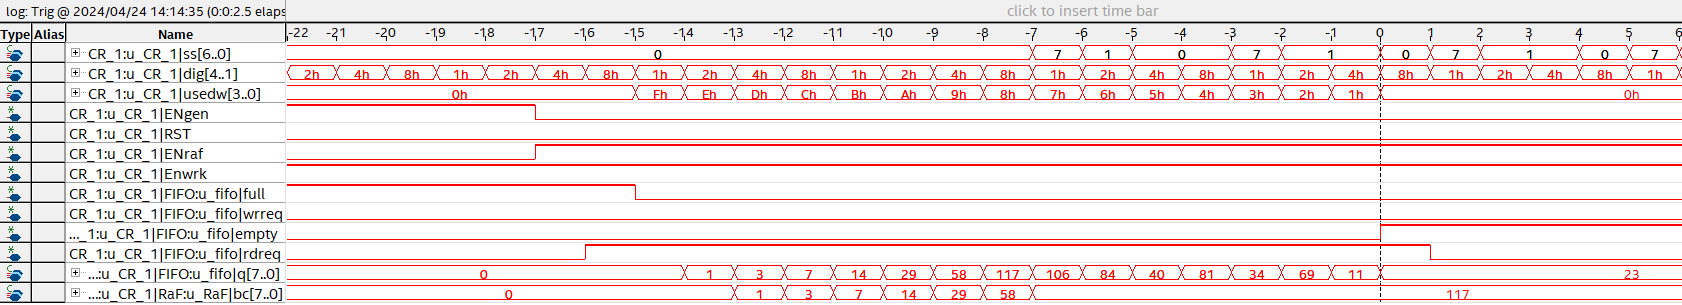 log: Trig @ 2024/04/24 14:14:35 (0:0:2.5 elaps click to insert time bar
Type Alias Name -22 -21 -20 -19 -18 -17 -16 -15 -14 -13 -12 -11 -10 -9 -8 -7 -6 -5 -4 -3 -2 -1 0 1 2 3 4 5 6
CR_1:u_CR_1|ss[6..0] 0 7 1 0 7 1 0 7 1 0 7
CR_1:u_CR_1|dig[4..1] 2h 4h 8h 1h 2h 4h 8h 1h 2h 4h 8h 1h 2h 4h 8h 1h 2h 4h 8h 1h 2h 4h 8h 1h 2h 4h 8h 1h
CR_1:u_CR_1|usedw[3..0] 0h Fh Eh Dh Ch Bh Ah 9h 8h 7h 6h 5h 4h 3h 2h 1h 0h
CR_1:u_CR_1|ENgen
CR_1:u_CR_1|RST
CR_1:u_CR_1|ENraf
CR_1:u_CR_1|Enwrk
CR_1:u_CR_1|FIFO:u_fifo|full
CR_1:u_CR_1|FIFO:u_fifo|wrreq
..._1:u_CR_1|FIFO:u_fifo|empty
CR_1:u_CR_1|FIFO:u_fifo|rdreq
...:u_CR_1|FIFO:u_fifo|q[7..0] 0 1 3 7 14 29 58 117 106 84 40 81 34 69 11 23
...:u_CR_1|RaF:u_RaF|bc[7..0] 0 1 3 7 14 29 58 117